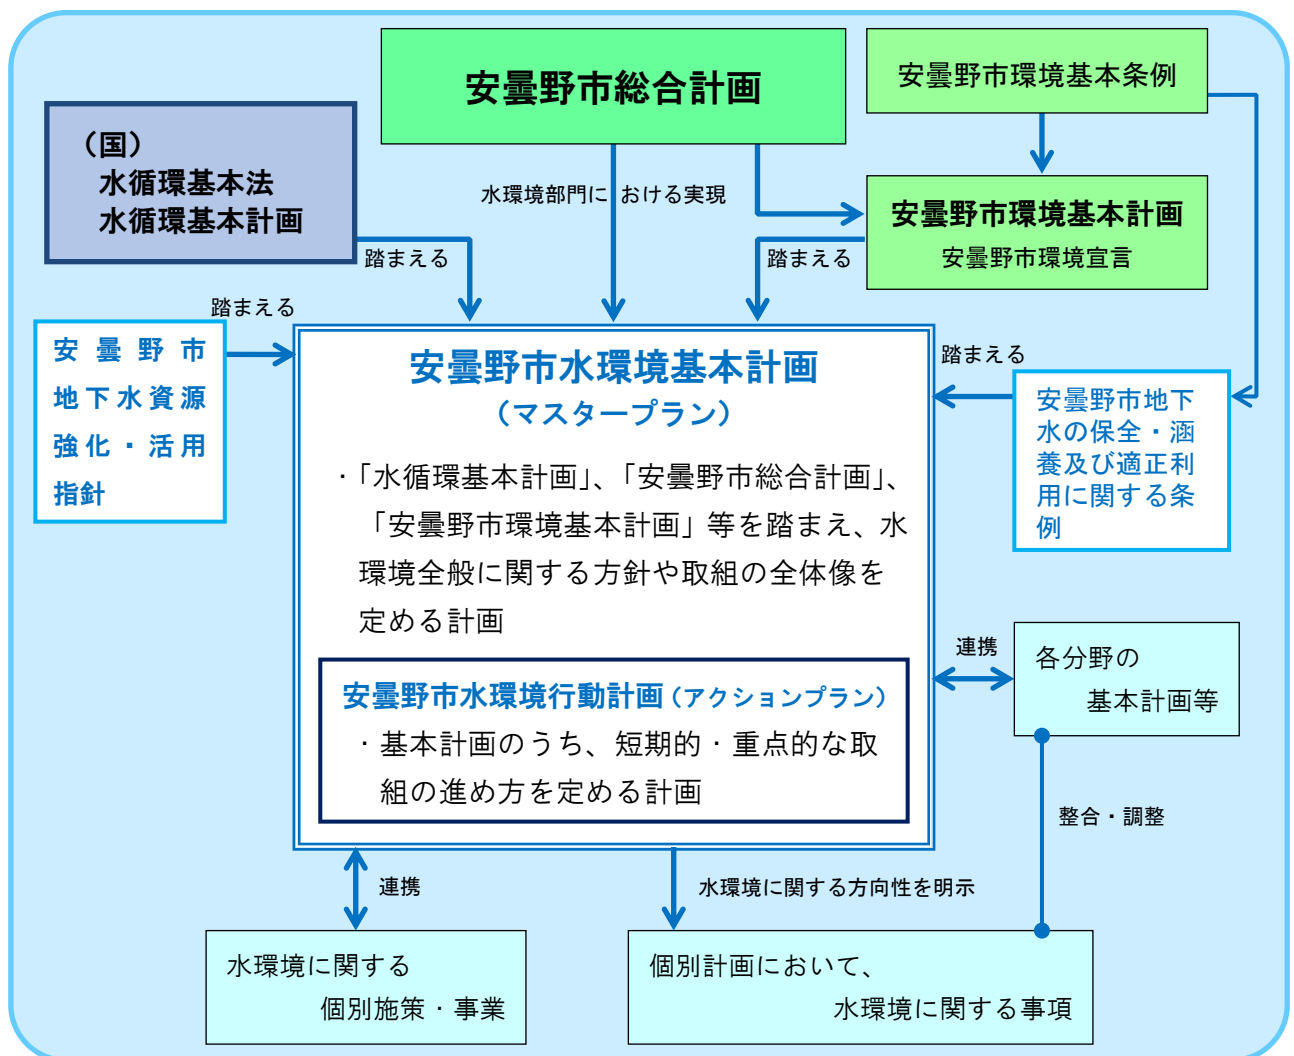 安曇野市総合計画
安曇野市環境基本条例
（国）
水循環基本法
水循環基本計画
水環境部門に おける実現
安曇野市環境基本計画
安曇野市環境宣言
踏まえる
踏まえる
踏まえる
安曇野市
地下水資源
強化・活用
指針
安曇野市水環境基本計画
（マスタープラン）
・「水循環基本計画」、「安曇野市総合計画」、
「安曇野市環境基本計画」等を踏まえ、水
環境全般に関する方針や取組の全体像を
定める計画
踏まえる
安曇野市地下
水の保全・涵
養及び適正利
用に関する条
例
安曇野市水環境行動計画（アクションプラン）
・基本計画のうち、短期的・重点的な取
組の進め方を定める計画
連携
各分野の
基本計画等
整合・調整
連携
水環境に関する方向性を明示
水環境に関する
個別施策・事業
個別計画において、
水環境に関する事項